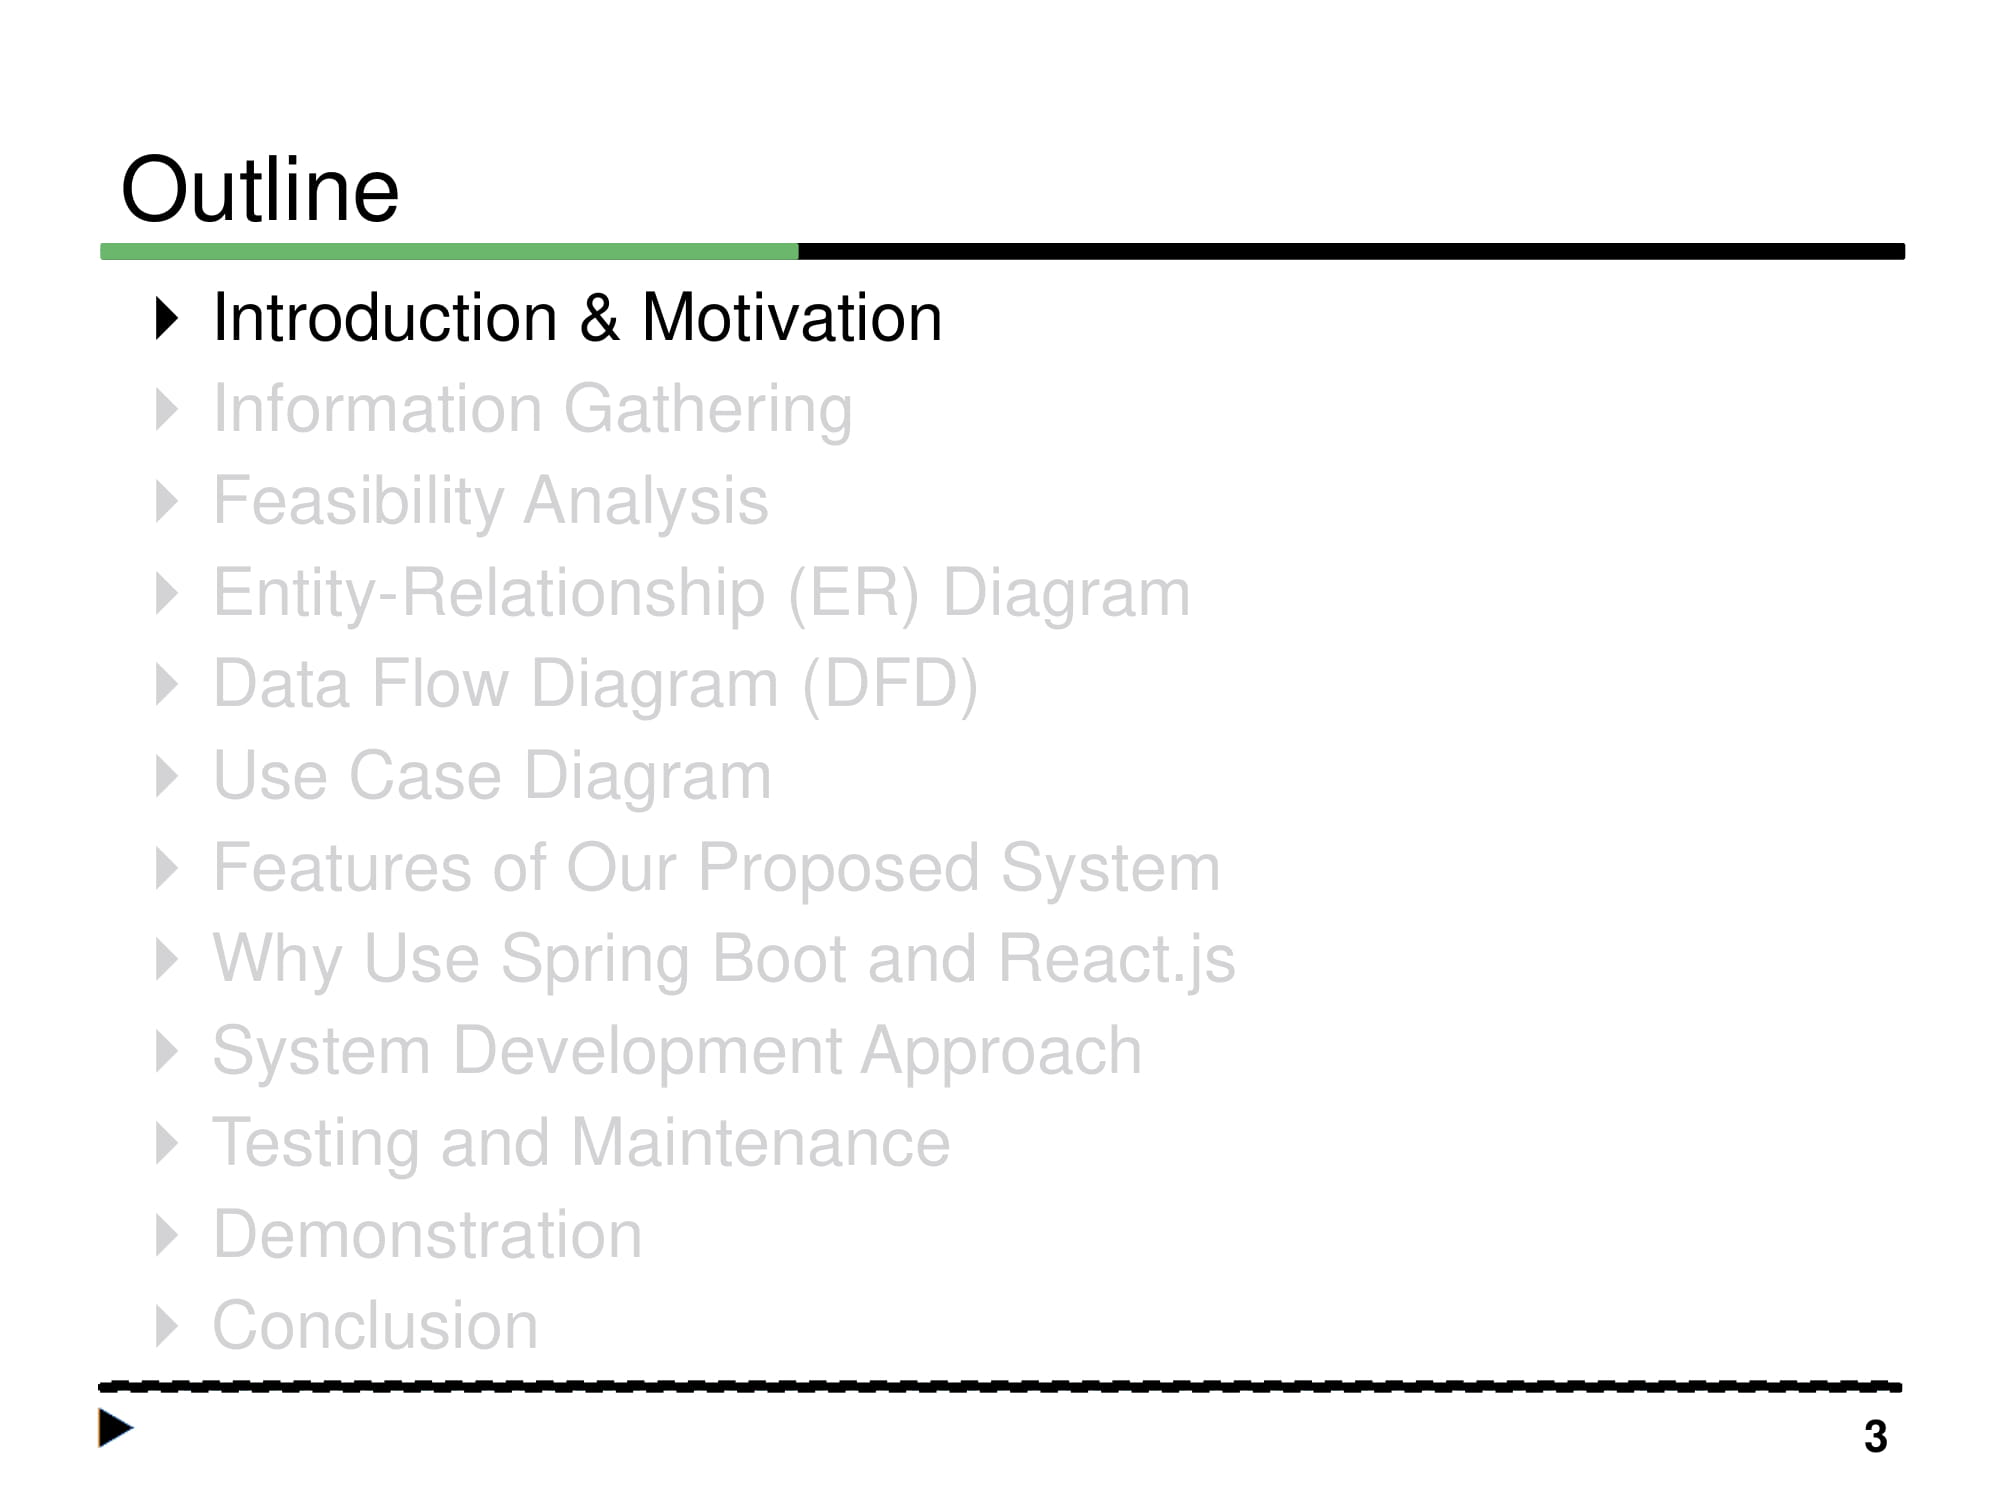 Outline
Introduction & Motivation
Information Gathering
Feasibility Analysis
Entity-Relationship (ER) Diagram
Data Flow Diagram (DFD)
Use Case Diagram
Features of Our Proposed System
Why Use Spring Boot and React.js
System Development Approach
Testing and Maintenance
Demonstration
Conclusion
3